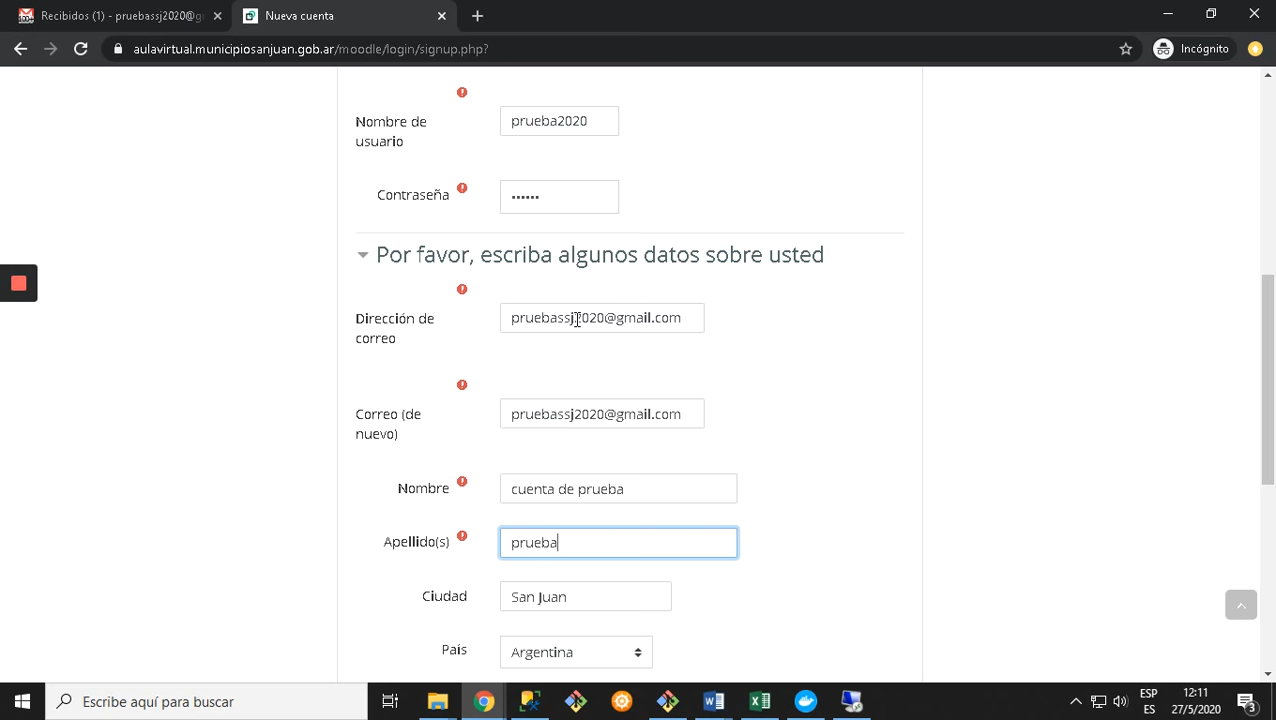 Recibidos (1) - pruebassj2020@g
Nueva cuenta
aulavirtual.municipiosanjuan.gob.ar/moodle/login/signup.php?
Incógnito
Nombre de
usuario
prueba2020
Contraseña
••••••
Por favor, escriba algunos datos sobre usted
Dirección de
correo
pruebassj2020@gmail.com
Correo (de
nuevo)
pruebassj2020@gmail.com
Nombre
cuenta de prueba
Apellido(s)
prueba
Ciudad
San Juan
País
Argentina
Escribe aquí para buscar
ESP
ES
12:11
27/5/2020
3